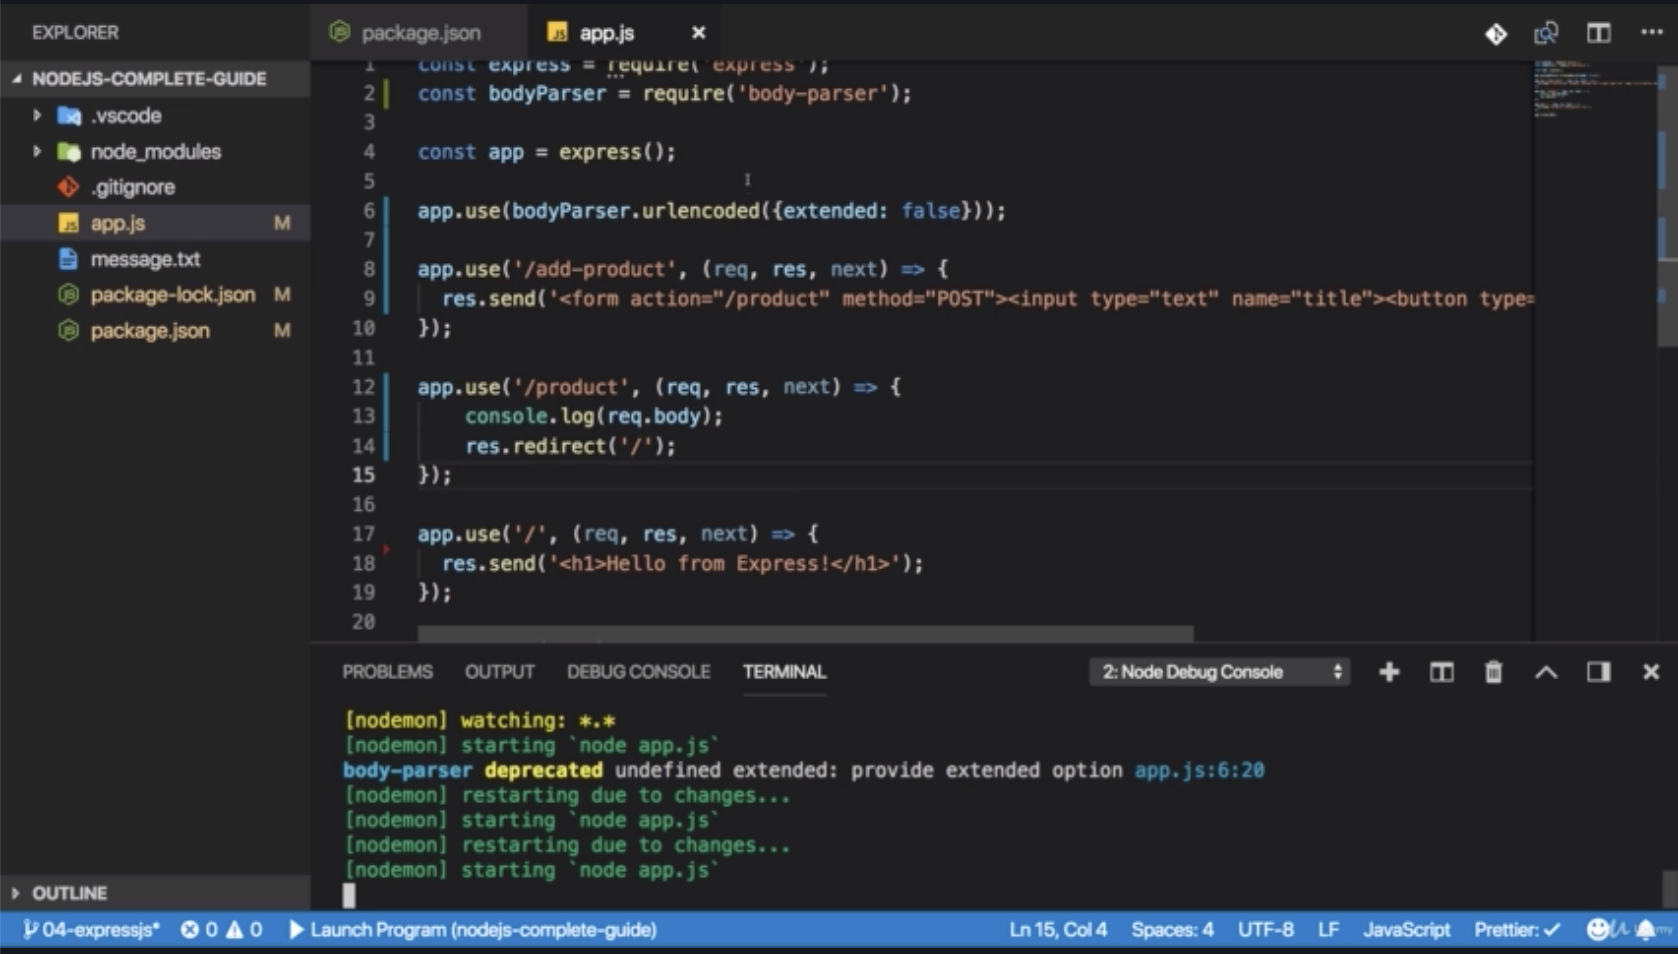 EXPLORER
package.json
app.js
NODEJS-COMPLETE-GUIDE
.vscode
node_modules
.gitignore
app.js M
message.txt
package-lock.json M
package.json M
1 const express = require('express');
2 const bodyParser = require('body-parser');
3
4 const app = express();
5
6 app.use(bodyParser.urlencoded({extended: false}));
7
8 app.use('/add-product', (req, res, next) => {
9 res.send('<form action="/product" method="POST"><input type="text" name="title"><button type=
10 });
11
12 app.use('/product', (req, res, next) => {
13 console.log(req.body);
14 res.redirect('/');
15 });
16
17 app.use('/', (req, res, next) => {
18 res.send('<h1>Hello from Express!</h1>');
19 });
20
PROBLEMS OUTPUT DEBUG CONSOLE TERMINAL 2: Node Debug Console
[nodemon] watching: *.*
[nodemon] starting `node app.js`
body-parser deprecated undefined extended: provide extended option app.js:6:20
[nodemon] restarting due to changes...
[nodemon] starting `node app.js`
[nodemon] restarting due to changes...
[nodemon] starting `node app.js`
OUTLINE
04-expressjs* 0 0 Launch Program (nodejs-complete-guide) Ln 15, Col 4 Spaces: 4 UTF-8 LF JavaScript Prettier: ✓